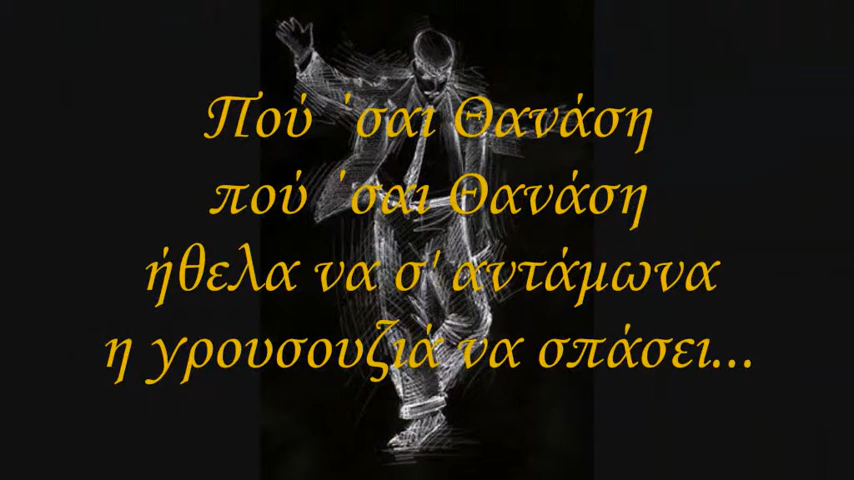 Πού 'σαι Θανάση
πού 'σαι Θανάση
ήθελα να σ' αντάμωνα
η γρουσουζιά να σπάσει...